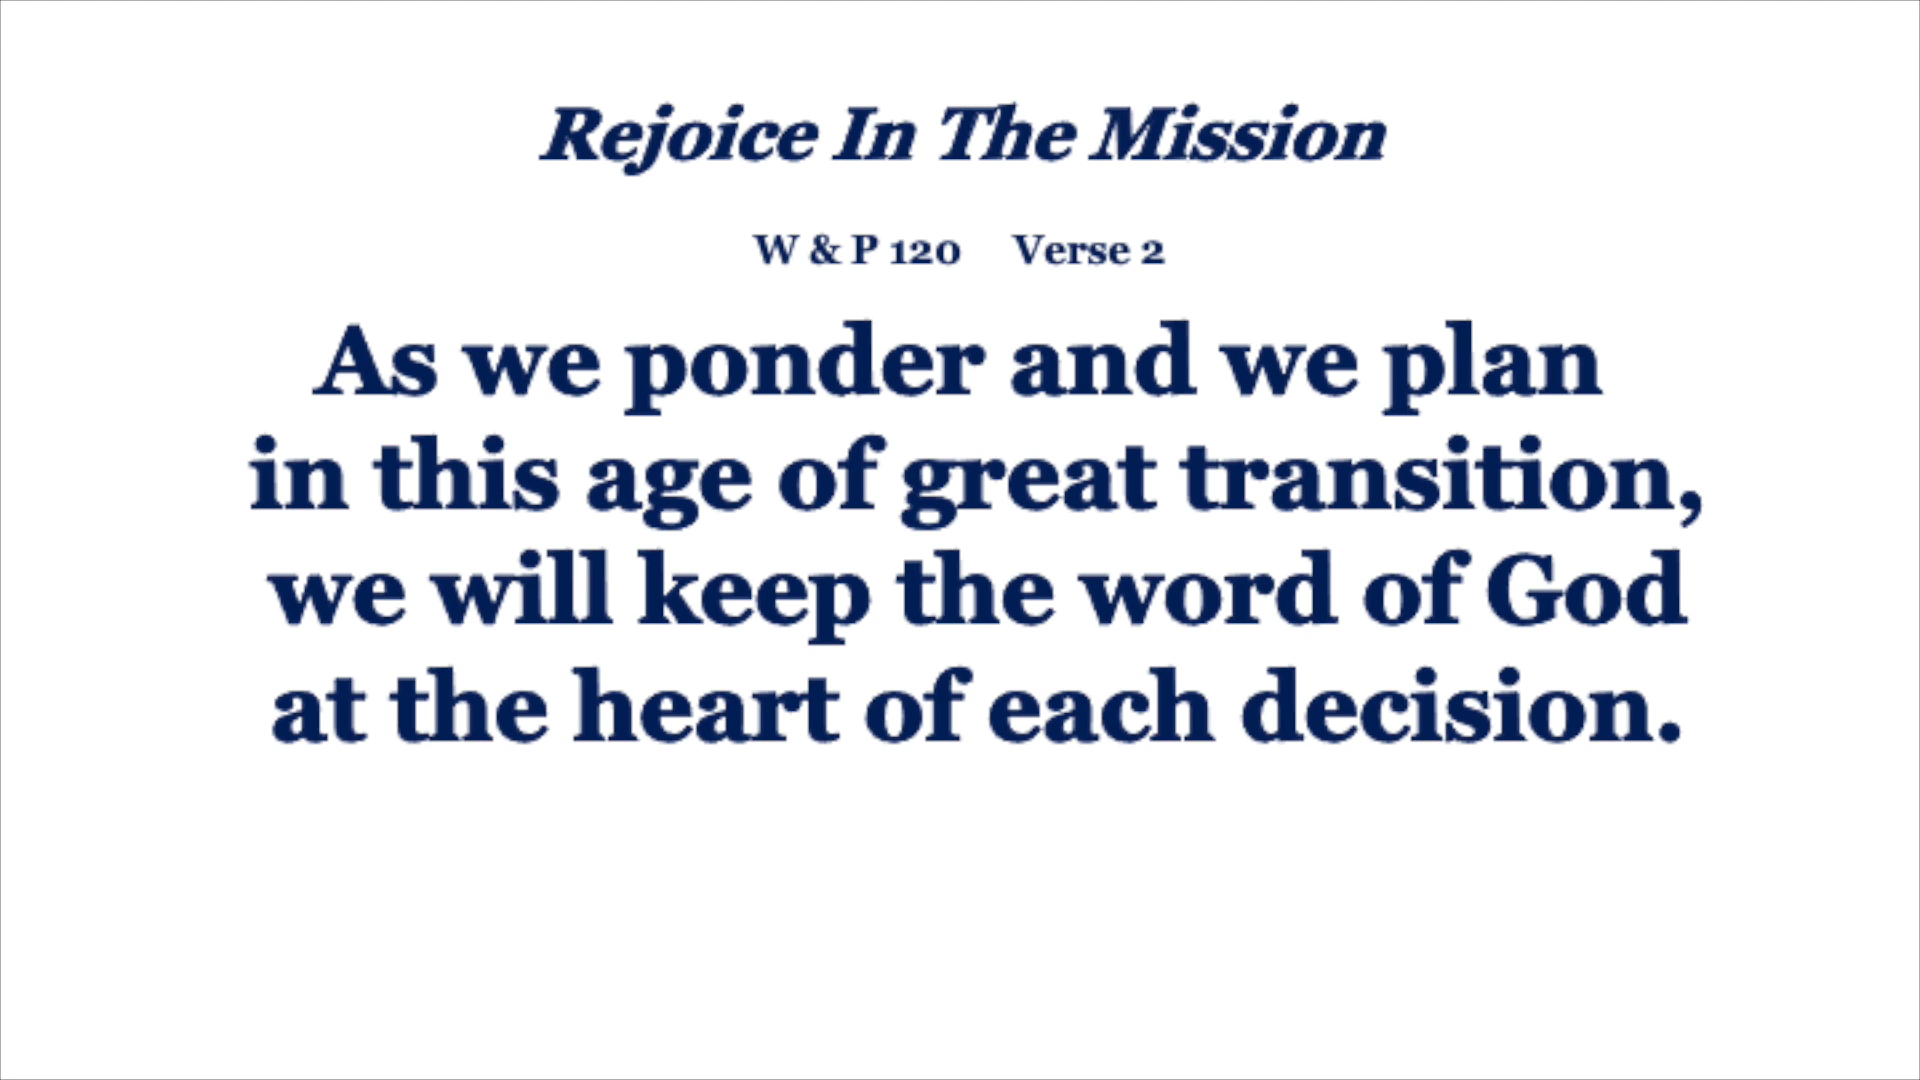 Rejoice In The Mission
W & P 120 Verse 2
As we ponder and we plan
in this age of great transition,
we will keep the word of God
at the heart of each decision.